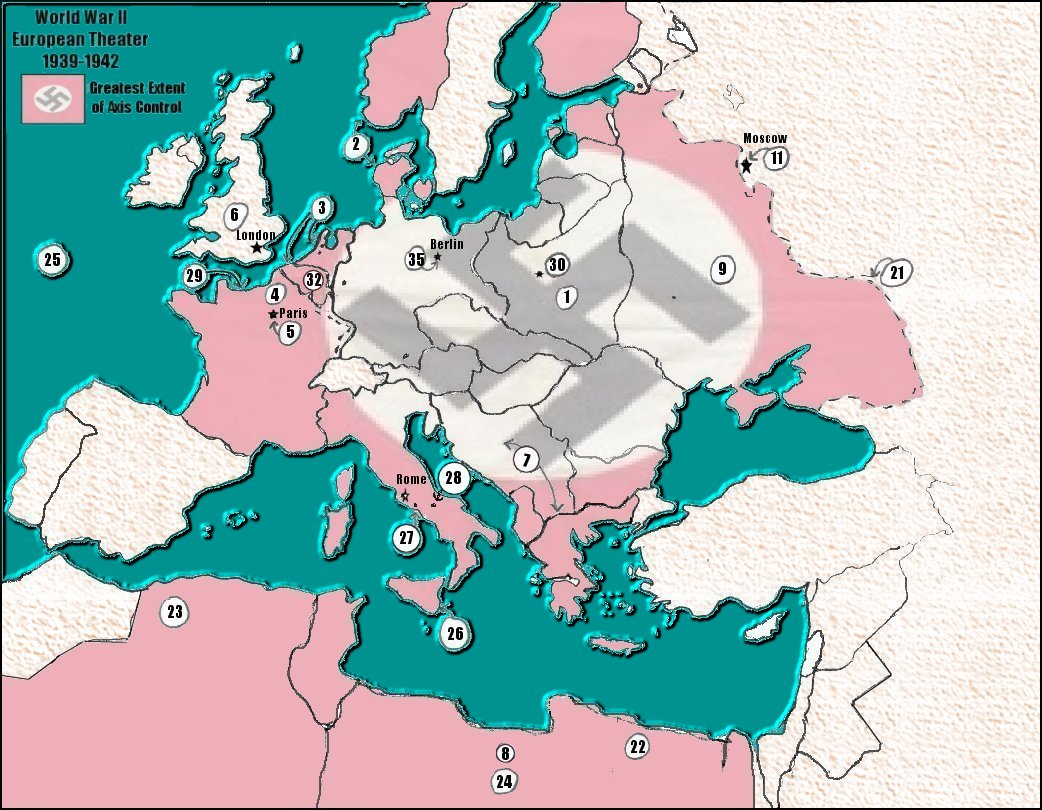 World War II
European Theater
1939-1942
Greatest Extent
of Axis Control
2
Moscow
11
3
6
London
Berlin
25
35
30
9
21
29
32
4
1
Paris
5
7
Rome
28
27
23
26
8
22
24